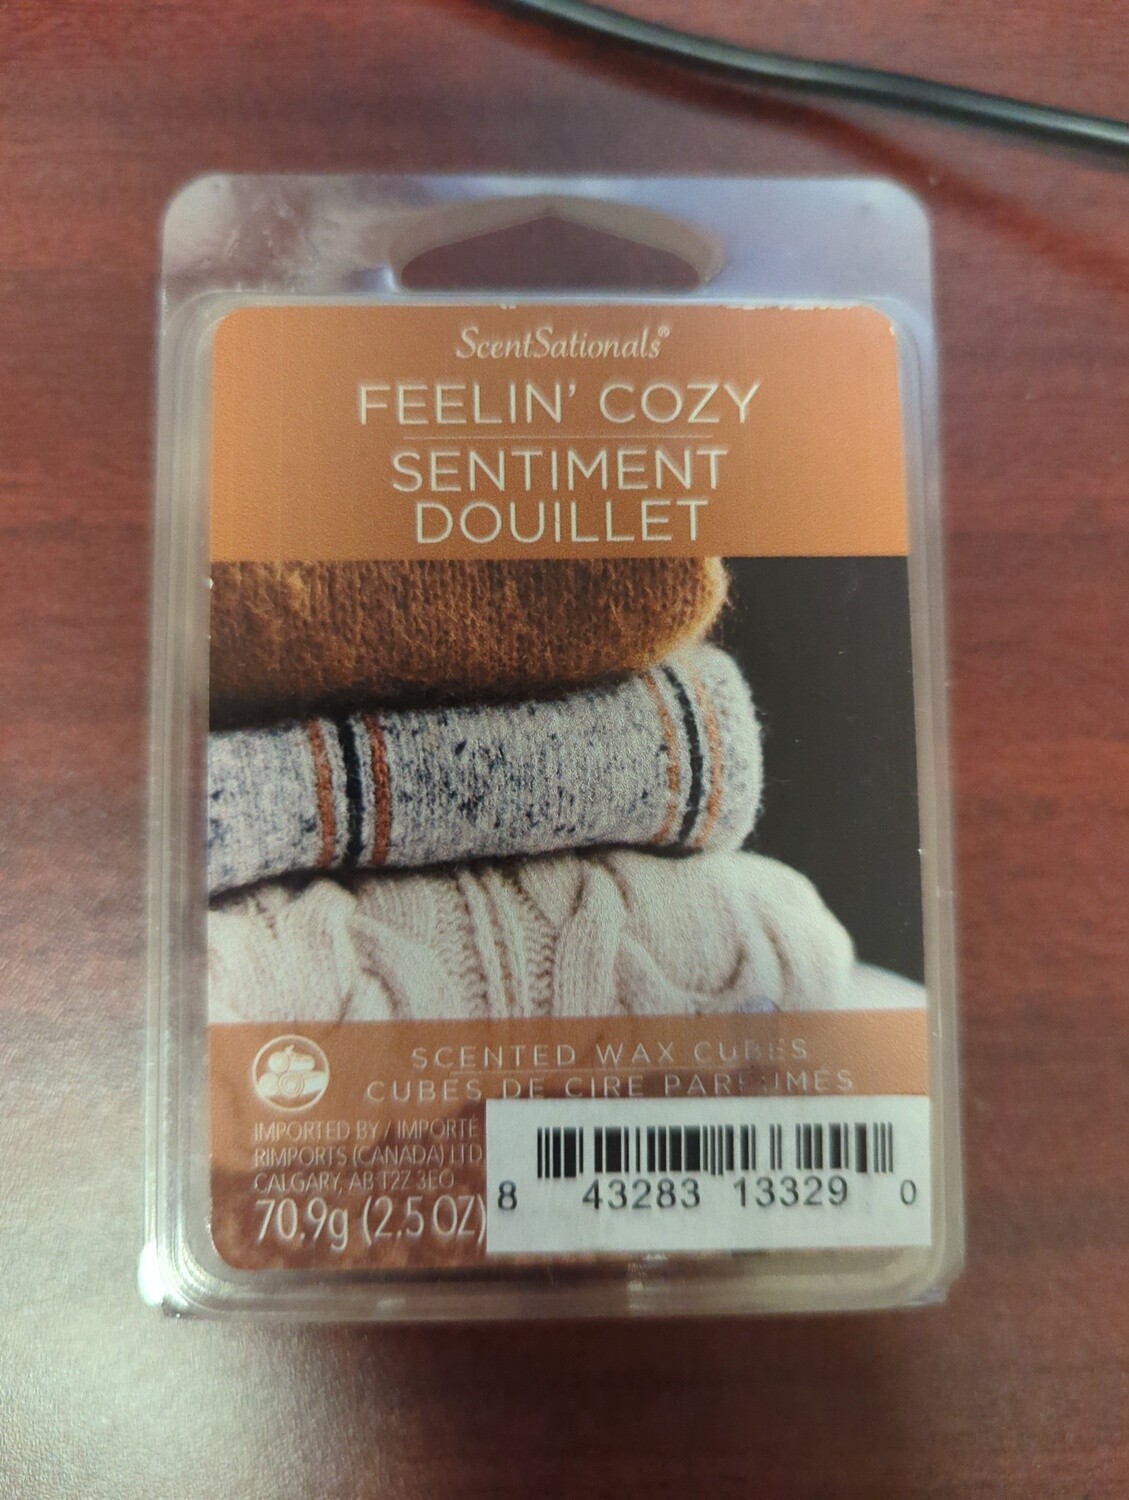 ScentSationals®
FEELIN' COZY
SENTIMENT
DOUILLET
SCENTED WAX CUBES
CUBES DE CIRE PARFUMÉS
IMPORTED BY / IMPORTÉ
RIMPORTS (CANADA) LTD
CALGARY, AB T2Z 3E0
70.9g (2.5 OZ)
8 43283 13329 0